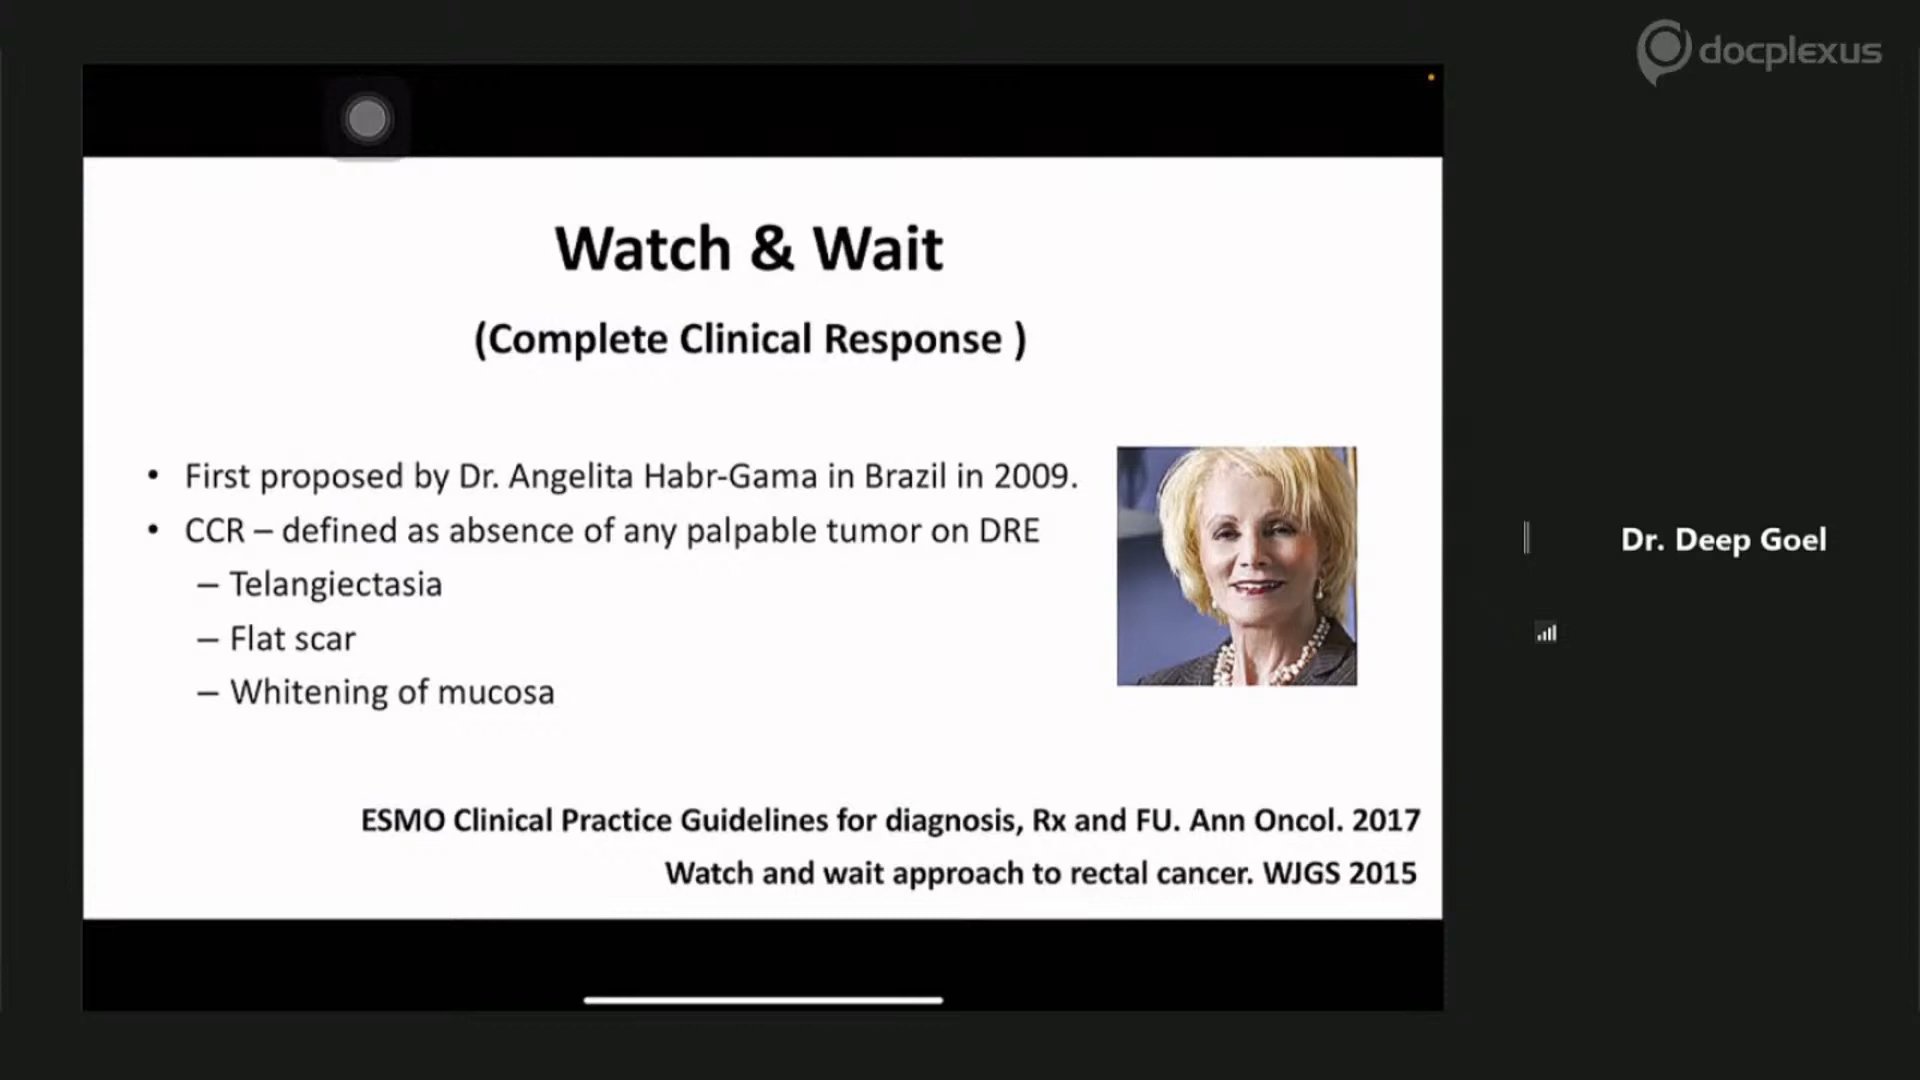 docplexus
Watch & Wait
(Complete Clinical Response )
• First proposed by Dr. Angelita Habr-Gama in Brazil in 2009.
• CCR – defined as absence of any palpable tumor on DRE
– Telangiectasia
– Flat scar
– Whitening of mucosa
ESMO Clinical Practice Guidelines for diagnosis, Rx and FU. Ann Oncol. 2017
Watch and wait approach to rectal cancer. WJGS 2015
Dr. Deep Goel